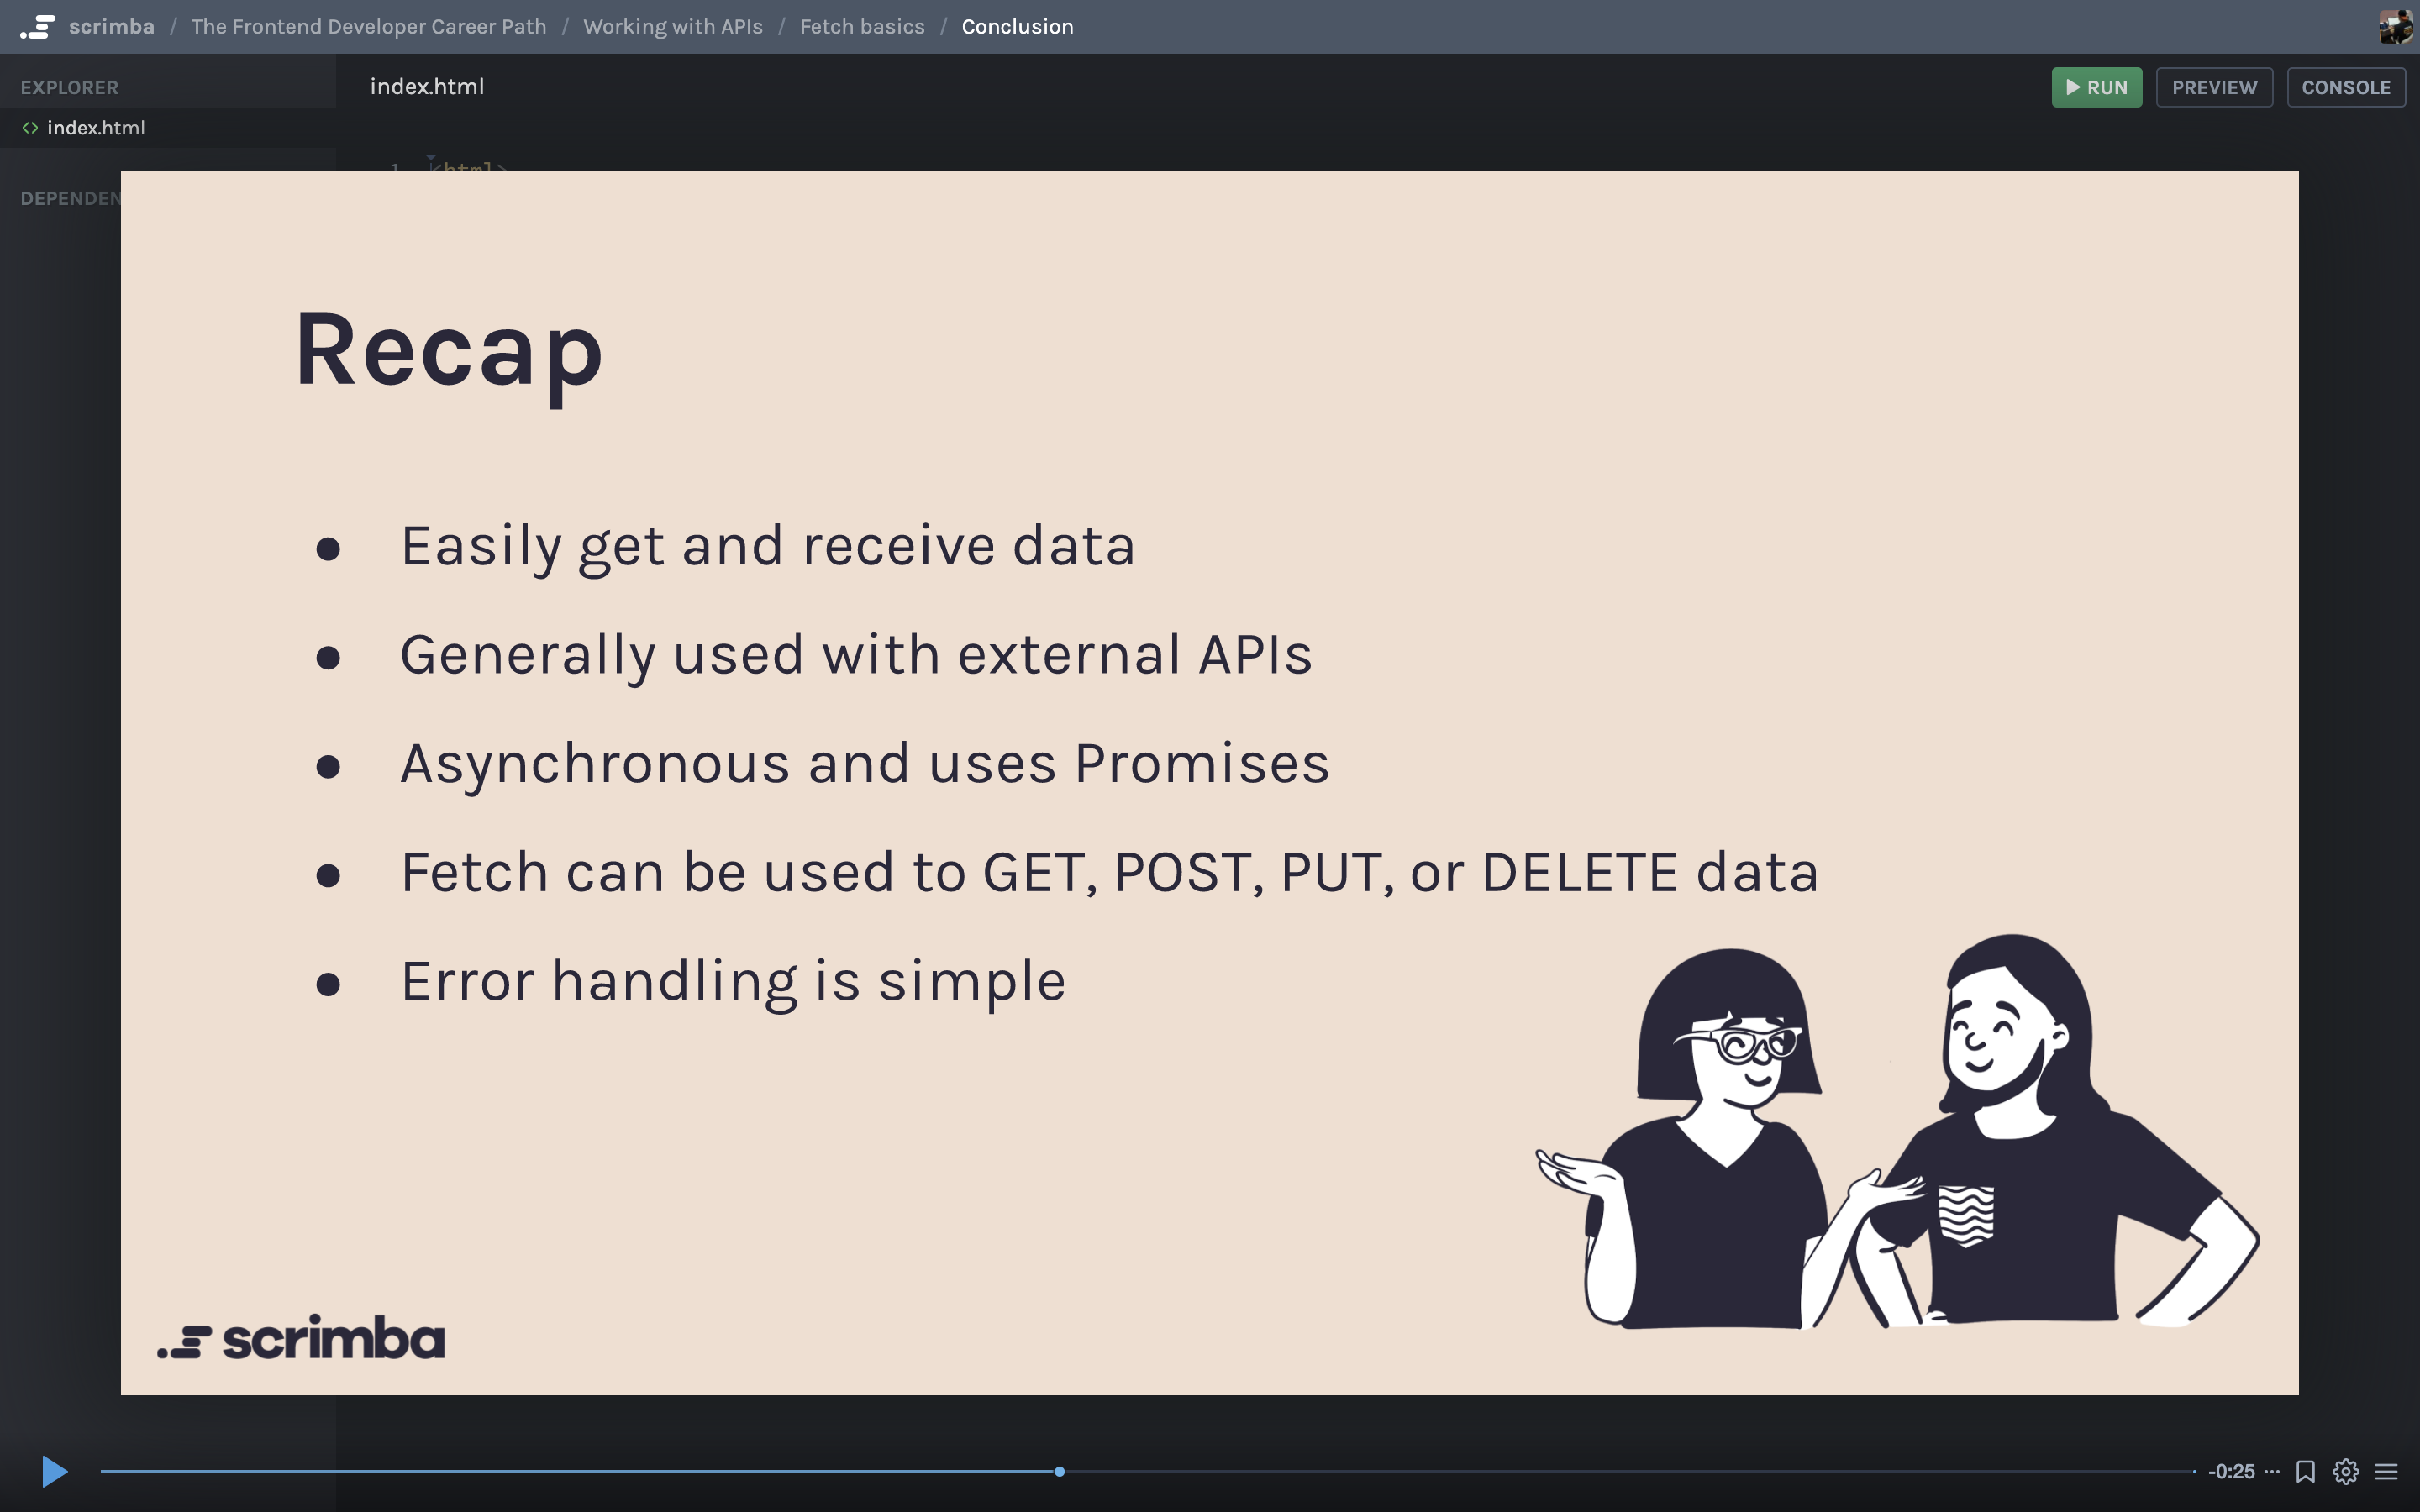 scrimba / The Frontend Developer Career Path / Working with APIs / Fetch basics / Conclusion
EXPLORER
index.html
RUN
PREVIEW
CONSOLE
index.html
DEPENDEN
1 <html>
Recap
● Easily get and receive data
● Generally used with external APIs
● Asynchronous and uses Promises
● Fetch can be used to GET, POST, PUT, or DELETE data
● Error handling is simple
scrimba
-0:25